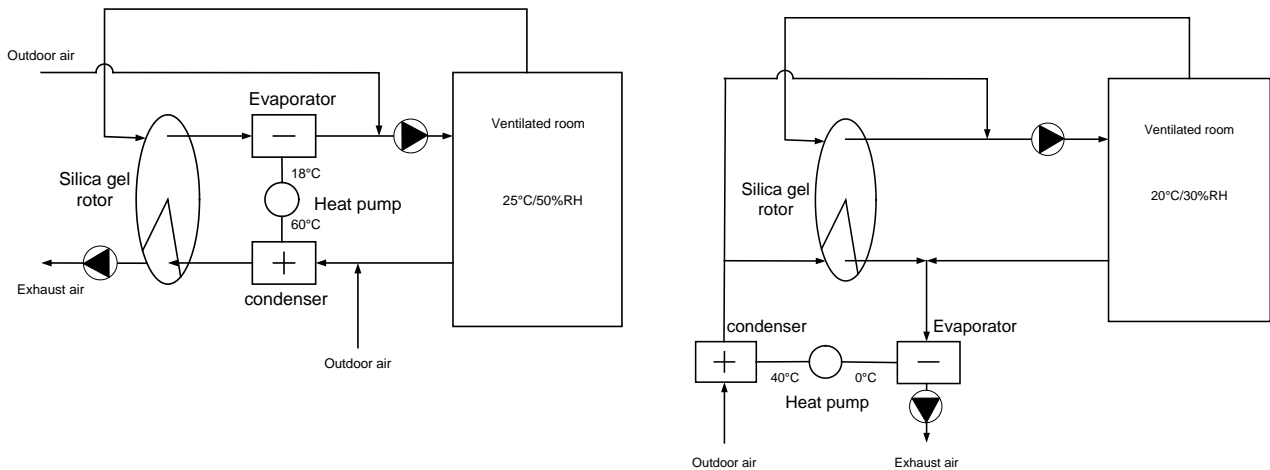 Outdoor air
Evaporator
Ventilated room
18°C
25°C/50%RH
Silica gel
rotor
Heat pump
60°C
Exhaust air
condenser
Outdoor air
Ventilated room
Silica gel
rotor
20°C/30%RH
condenser
Evaporator
40°C
0°C
Heat pump
Outdoor air
Exhaust air